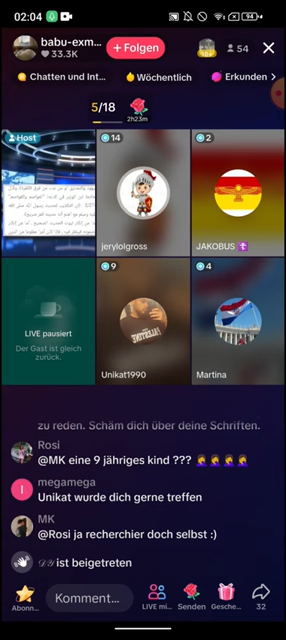 02:04
94
babu-exm...
33.3K
+ Folgen
54
Chatten und Int...
Wöchentlich
Erkunden >
5/18
2h23m
Host
14
2
jerylolgross
JAKOBUS ✝️
LIVE pausiert
Der Gast ist gleich
zurück.
9
4
PALESTINE
Unikat1990
Martina
zu reden. Schäm dich über deine Schriften.
Rosi
@MK eine 9 jähriges kind ??? 🤦‍♀️🤦‍♀️🤦‍♀️🤦‍♀️
megamega
Unikat wurde dich gerne treffen
MK
@Rosi ja recherchier doch selbst :)
ist beigetreten
Abonn...
Komment...
LIVE mi...
Senden
Gesche...
32